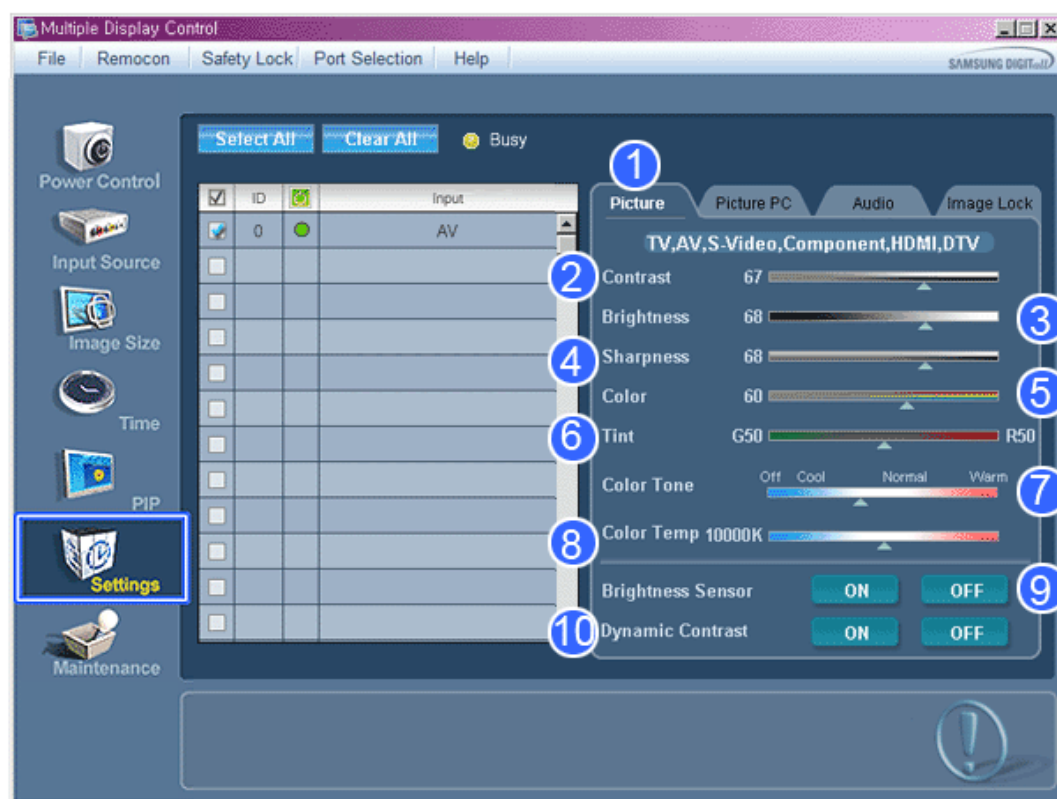 Multiple Display Control
File Remocon Safety Lock Port Selection Help
SAMSUNG DIGITall
Select All Clear All Busy
Power Control
Input Source
Image Size
Time
PIP
Settings
Maintenance
ID Input
0 AV
1
Picture Picture PC Audio Image Lock
TV,AV,S-Video,Component,HDMI,DTV
2 Contrast 67
Brightness 68 3
4 Sharpness 68
Color 60 5
6 Tint G50 R50
Color Tone Off Cool Normal Warm 7
8 Color Temp 10000K
Brightness Sensor ON OFF 9
10 Dynamic Contrast ON OFF